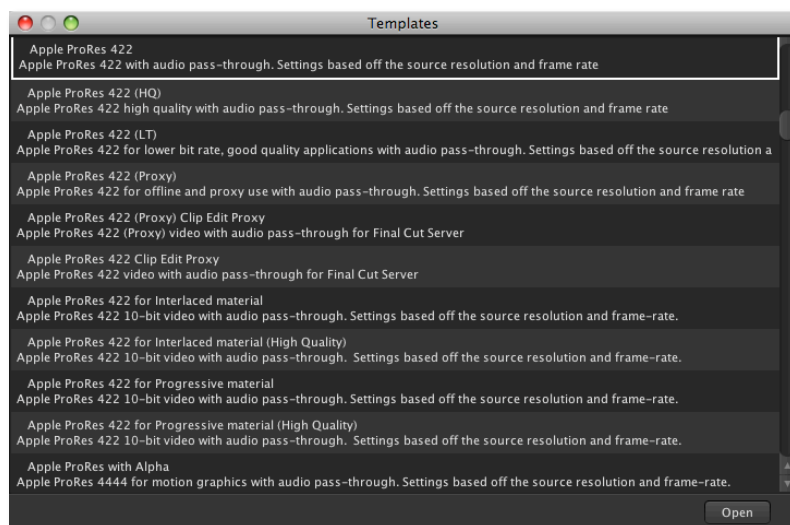 Templates
Apple ProRes 422
Apple ProRes 422 with audio pass-through. Settings based off the source resolution and frame rate
Apple ProRes 422 (HQ)
Apple ProRes 422 high quality with audio pass-through. Settings based off the source resolution and frame rate
Apple ProRes 422 (LT)
Apple ProRes 422 for lower bit rate, good quality applications with audio pass-through. Settings based off the source resolution a
Apple ProRes 422 (Proxy)
Apple ProRes 422 for offline and proxy use with audio pass-through. Settings based off the source resolution and frame rate
Apple ProRes 422 (Proxy) Clip Edit Proxy
Apple ProRes 422 (Proxy) video with audio pass-through for Final Cut Server
Apple ProRes 422 Clip Edit Proxy
Apple ProRes 422 video with audio pass-through for Final Cut Server
Apple ProRes 422 for Interlaced material
Apple ProRes 422 10-bit video with audio pass-through. Settings based off the source resolution and frame-rate.
Apple ProRes 422 for Interlaced material (High Quality)
Apple ProRes 422 10-bit video with audio pass-through.  Settings based off the source resolution and frame-rate.
Apple ProRes 422 for Progressive material
Apple ProRes 422 10-bit video with audio pass-through. Settings based off the source resolution and frame-rate.
Apple ProRes 422 for Progressive material (High Quality)
Apple ProRes 422 10-bit video with audio pass-through.  Settings based off the source resolution and frame-rate.
Apple ProRes with Alpha
Apple ProRes 4444 for motion graphics with audio pass-through. Settings based off the source resolution and frame-rate.
Open